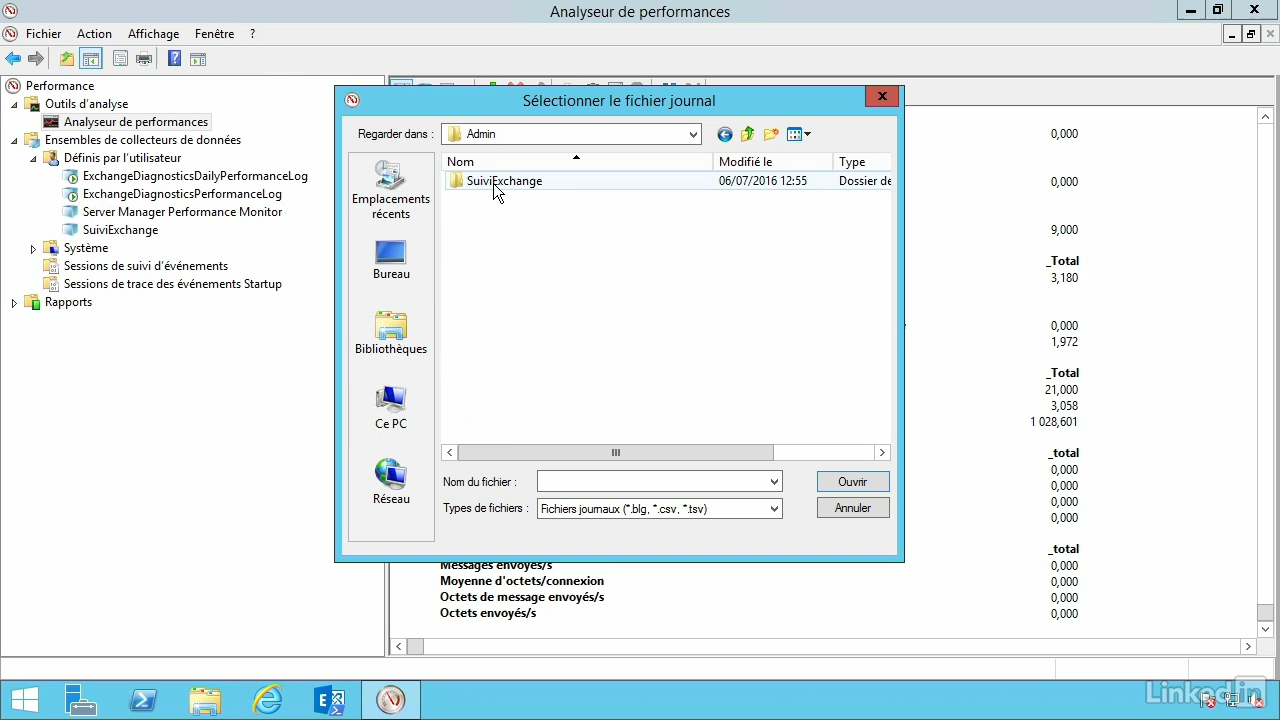 Analyseur de performances
Fichier Action Affichage Fenêtre ?
Performance
Outils d'analyse
Analyseur de performances
Ensembles de collecteurs de données
Définis par l'utilisateur
ExchangeDiagnosticsDailyPerformanceLog
ExchangeDiagnosticsPerformanceLog
Server Manager Performance Monitor
SuiviExchange
Système
Sessions de suivi d'événements
Sessions de trace des événements Startup
Rapports
Sélectionner le fichier journal
Regarder dans : Admin
Nom Modifié le Type
SuiviExchange 06/07/2016 12:55 Dossier de
Emplacements
récents
Bureau
Bibliothèques
Ce PC
Réseau
Nom du fichier : Ouvrir
Types de fichiers : Fichiers journaux (*.blg, *.csv, *.tsv) Annuler
0,000
0,000
9,000
_Total
3,180
0,000
1,972
_Total
21,000
3,058
1 028,601
_total
0,000
0,000
0,000
0,000
_total
Messages envoyés/s 0,000
Moyenne d'octets/connexion 0,000
Octets de message envoyés/s 0,000
Octets envoyés/s 0,000
LinkedIn